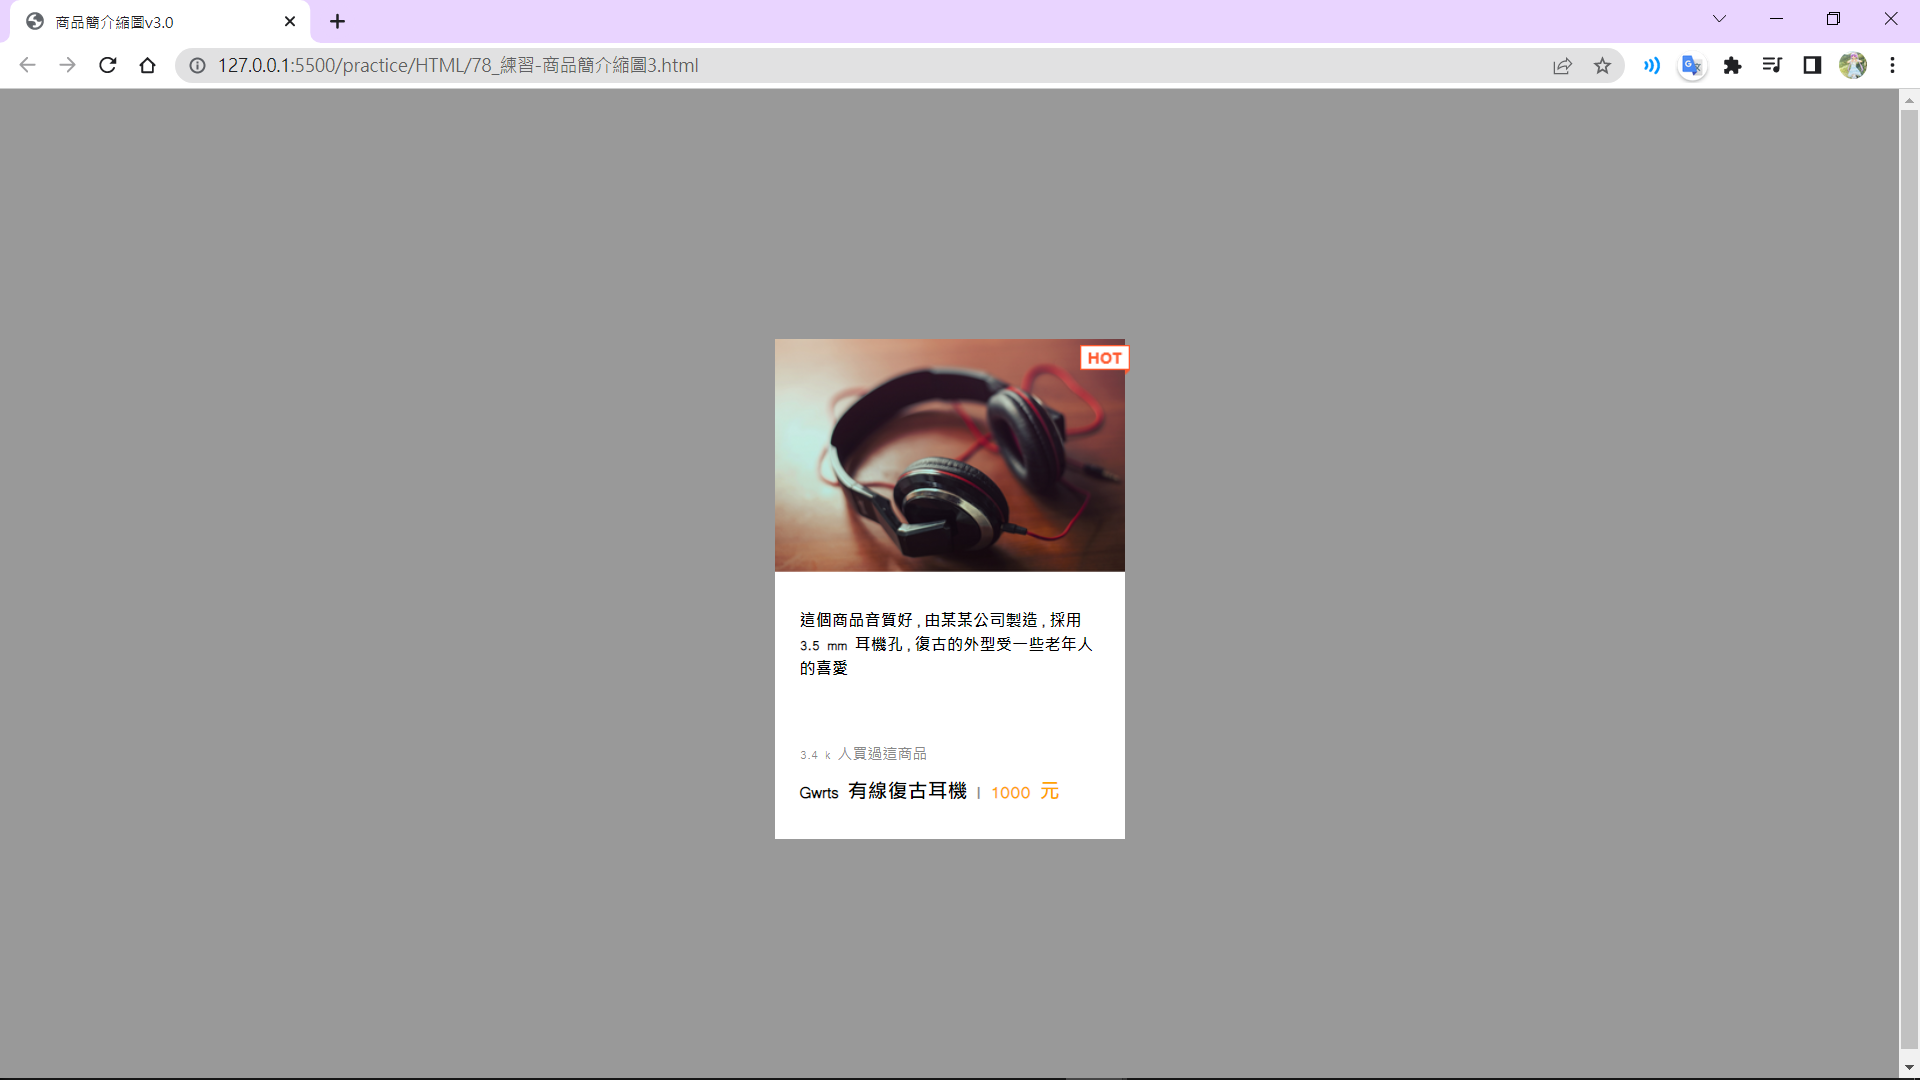 商品簡介縮圖v3.0
127.0.0.1:5500/practice/HTML/78_練習-商品簡介縮圖3.html
HOT
這個商品音質好 , 由某某公司製造 , 採用
3.5 mm 耳機孔 , 復古的外型受一些老年人
的喜愛
3.4 k 人買過這商品
Gwrts 有線復古耳機 | 1000 元